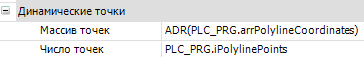 Динамические точки
Массив точек ADR(PLC_PRG.arrPolylineCoordinates)
Число точек PLC_PRG.iPolylinePoints